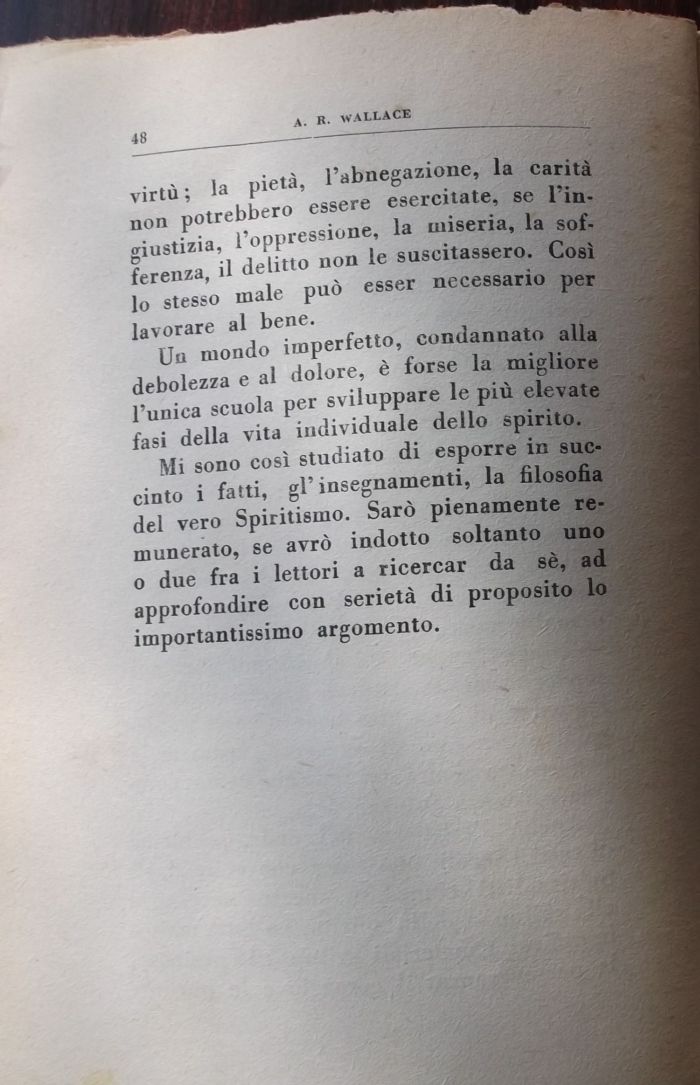 48
A. R. WALLACE
virtù; la pietà, l'abnegazione, la carità
non potrebbero essere esercitate, se l'in-
giustizia, l'oppressione, la miseria, la sof-
ferenza, il delitto non le suscitassero. Così
lo stesso male può esser necessario per
lavorare al bene.
Un mondo imperfetto, condannato alla
debolezza e al dolore, è forse la migliore
l'unica scuola per sviluppare le più elevate
fasi della vita individuale dello spirito.
Mi sono così studiato di esporre in suc-
cinto i fatti, gl'insegnamenti, la filosofia
del vero Spiritismo. Sarò pienamente re-
munerato, se avrò indotto soltanto uno
o due fra i lettori a ricercar da sè, ad
approfondire con serietà di proposito lo
importantissimo argomento.